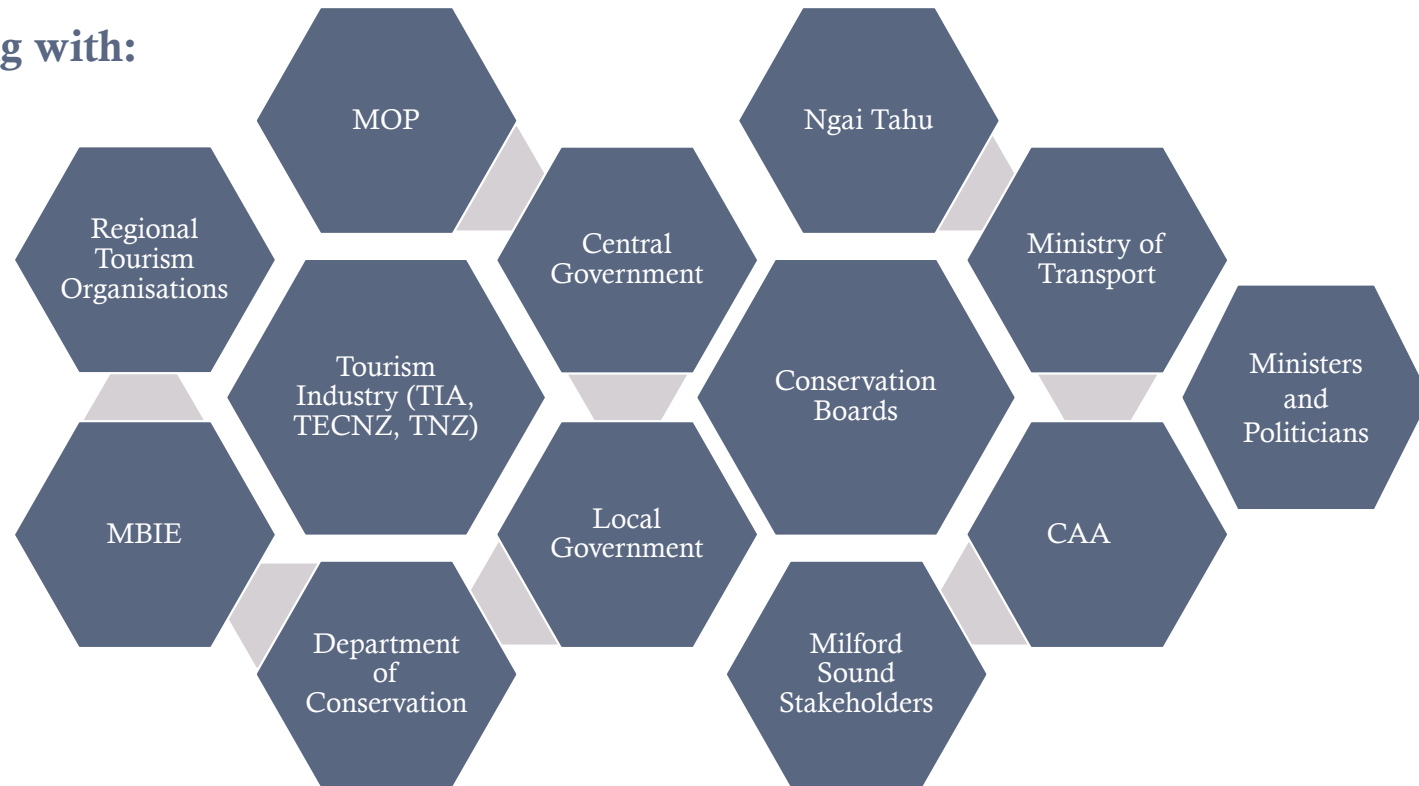 g with:
MOP
Ngai Tahu
Regional
Tourism
Organisations
Central
Government
Ministry of
Transport
Tourism
Industry (TIA,
TECNZ, TNZ)
Conservation
Boards
Ministers
and
Politicians
MBIE
Local
Government
CAA
Department
of
Conservation
Milford
Sound
Stakeholders